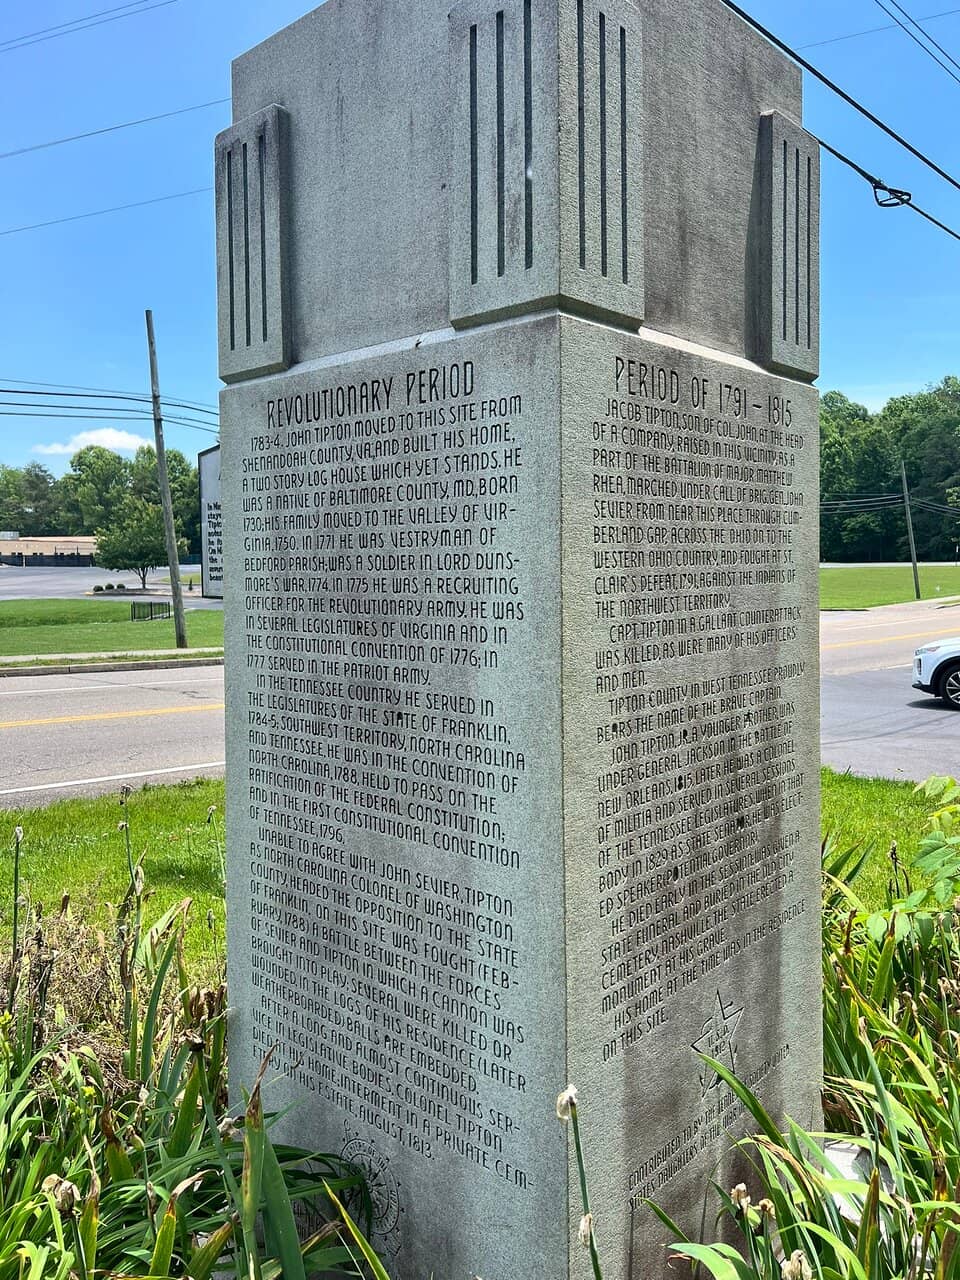 REVOLUTIONARY PERIOD
1783-4. JOHN TIPTON MOVED TO THIS SITE FROM
SHENANDOAH COUNTY, VA, AND BUILT HIS HOME,
A TWO STORY LOG HOUSE WHICH YET STANDS. HE
WAS A NATIVE OF BALTIMORE COUNTY, MD, BORN
1730; HIS FAMILY MOVED TO THE VALLEY OF VIR-
GINIA, 1750. IN 1771 HE WAS VESTRYMAN OF
BEDFORD PARISH; WAS A SOLDIER IN LORD DUNS-
MORE'S WAR, 1774. IN 1775 HE WAS A RECRUITING
OFFICER FOR THE REVOLUTIONARY ARMY. HE WAS
IN SEVERAL LEGISLATURES OF VIRGINIA AND IN
THE CONSTITUTIONAL CONVENTION OF 1776; IN
1777 SERVED IN THE PATRIOT ARMY.
IN THE TENNESSEE COUNTRY HE SERVED IN
THE LEGISLATURES OF THE STATE OF FRANKLIN,
1784-5; SOUTHWEST TERRITORY, NORTH CAROLINA
AND TENNESSEE. HE WAS IN THE CONVENTION OF
NORTH CAROLINA, 1788, HELD TO PASS ON THE
RATIFICATION OF THE FEDERAL CONSTITUTION;
AND IN THE FIRST CONSTITUTIONAL CONVENTION
OF TENNESSEE, 1796.
UNABLE TO AGREE WITH JOHN SEVIER, TIPTON
AS NORTH CAROLINA COLONEL OF WASHINGTON
COUNTY, HEADED THE OPPOSITION TO THE STATE
OF FRANKLIN. ON THIS SITE WAS FOUGHT (FEB-
RUARY, 1788) A BATTLE BETWEEN THE FORCES
OF SEVIER AND TIPTON IN WHICH A CANNON WAS
BROUGHT INTO PLAY; SEVERAL WERE KILLED OR
WOUNDED. IN THE LOGS OF HIS RESIDENCE (LATER
WEATHERBOARDED) BALLS ARE EMBEDDED.
AFTER A LONG AND ALMOST CONTINUOUS SER-
VICE IN LEGISLATIVE BODIES, COLONEL TIPTON
DIED AT HIS HOME, INTERMENT IN A PRIVATE CEM-
ETARY ON HIS ESTATE, AUGUST, 1813.
PERIOD OF 1791 – 1815
JACOB TIPTON, SON OF COL. JOHN, AT THE HEAD
OF A COMPANY, RAISED IN THIS VICINITY, AS A
PART OF THE BATTALION OF MAJOR MATTHEW
RHEA, MARCHED UNDER CALL OF BRIG. GEN. JOHN
SEVIER FROM NEAR THIS PLACE THROUGH CUM-
BERLAND GAP, ACROSS THE OHIO ON TO THE
WESTERN OHIO COUNTRY, AND FOUGHT AT ST.
CLAIR'S DEFEAT, 1791, AGAINST THE INDIANS OF
THE NORTHWEST TERRITORY.
CAPT. TIPTON IN A GALLANT COUNTERATTACK
WAS KILLED, AS WERE MANY OF HIS OFFICERS
AND MEN.
TIPTON COUNTY IN WEST TENNESSEE PROUDLY
BEARS THE NAME OF THE BRAVE CAPTAIN.
JOHN TIPTON, JR., A YOUNGER BROTHER, WAS
UNDER GENERAL JACKSON IN THE BATTLE OF
NEW ORLEANS, 1815. LATER HE WAS A COLONEL
OF MILITIA AND SERVED IN SEVERAL SESSIONS
OF THE TENNESSEE LEGISLATURES. WHEN IN THAT
BODY IN 1829 AS STATE SENATOR HE WAS ELECT-
ED SPEAKER; POTENTIAL GOVERNOR.
HE DIED EARLY IN THE SESSION; WAS GIVEN A
STATE FUNERAL AND BURIED IN THE OLD CITY
CEMETERY, NASHVILLE. THE STATE ERECTED A
MONUMENT AT HIS GRAVE.
HIS HOME AT THE TIME WAS IN THE RESIDENCE
ON THIS SITE.
U.S.D.
1812
CONTRIBUTED TO BY THE
STATES DAUGHTERS OF THE WAR